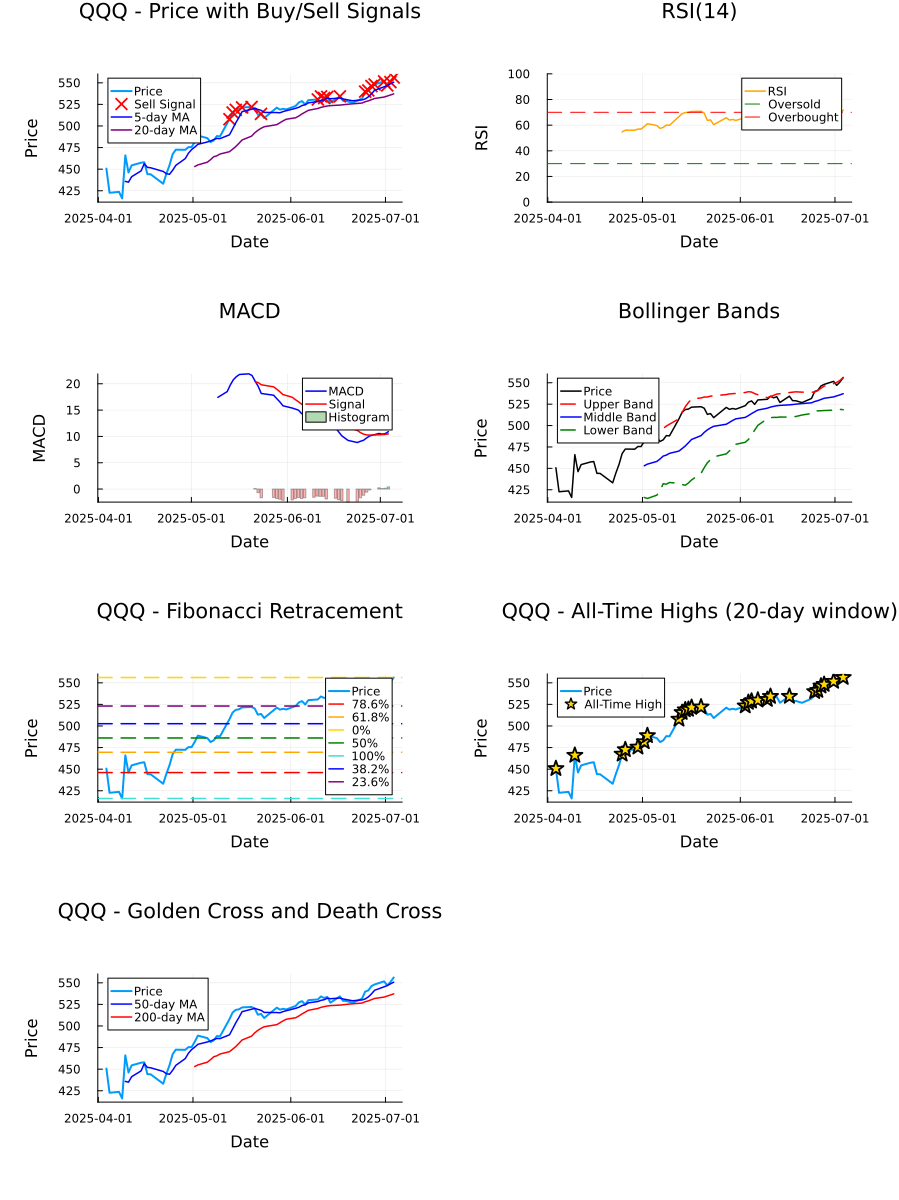 QQQ - Price with Buy/Sell Signals
550
525
500
475
450
425
Price
Price
Sell Signal
5-day MA
20-day MA
2025-04-01
2025-05-01
2025-06-01
2025-07-01
Date
RSI(14)
100
80
60
40
20
0
RSI
RSI
Oversold
Overbought
2025-04-01
2025-05-01
2025-06-01
2025-07-01
Date
MACD
20
15
10
5
0
MACD
MACD
Signal
Histogram
2025-04-01
2025-05-01
2025-06-01
2025-07-01
Date
Bollinger Bands
550
525
500
475
450
425
Price
Price
Upper Band
Middle Band
Lower Band
2025-04-01
2025-05-01
2025-06-01
2025-07-01
Date
QQQ - Fibonacci Retracement
550
525
500
475
450
425
Price
Price
78.6%
61.8%
0%
50%
100%
38.2%
23.6%
2025-04-01
2025-05-01
2025-06-01
2025-07-01
Date
QQQ - All-Time Highs (20-day window)
550
525
500
475
450
425
Price
Price
All-Time High
2025-04-01
2025-05-01
2025-06-01
2025-07-01
Date
QQQ - Golden Cross and Death Cross
550
525
500
475
450
425
Price
Price
50-day MA
200-day MA
2025-04-01
2025-05-01
2025-06-01
2025-07-01
Date